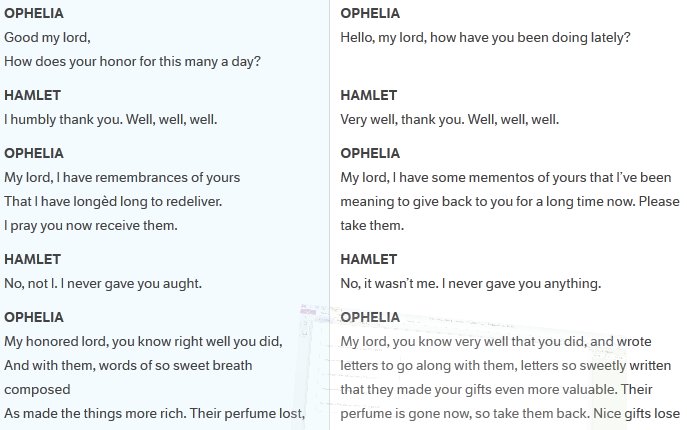 OPHELIA
Good my lord,
How does your honor for this many a day?
HAMLET
I humbly thank you. Well, well, well.
OPHELIA
My lord, I have remembrances of yours
That I have longèd long to redeliver.
I pray you now receive them.
HAMLET
No, not I. I never gave you aught.
OPHELIA
My honored lord, you know right well you did,
And with them, words of so sweet breath
composed
As made the things more rich. Their perfume lost,
OPHELIA
Hello, my lord, how have you been doing lately?
HAMLET
Very well, thank you. Well, well, well.
OPHELIA
My lord, I have some mementos of yours that I’ve been
meaning to give back to you for a long time now. Please
take them.
HAMLET
No, it wasn’t me. I never gave you anything.
OPHELIA
My lord, you know very well that you did, and wrote
letters to go along with them, letters so sweetly written
that they made your gifts even more valuable. Their
perfume is gone now, so take them back. Nice gifts lose